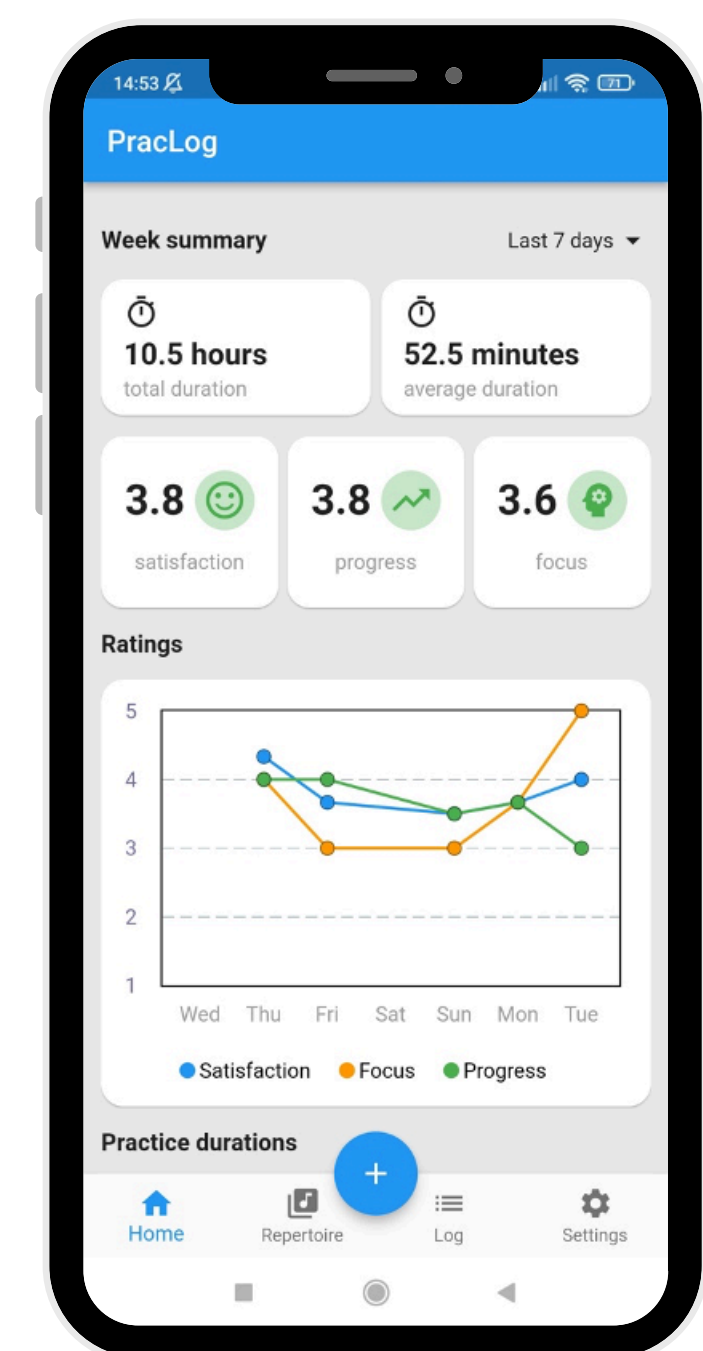 14:53 71
PracLog
Week summary Last 7 days
10.5 hours 52.5 minutes
total duration average duration
3.8 3.8 3.6
satisfaction progress focus
Ratings
5
4
3
2
1
Wed Thu Fri Sat Sun Mon Tue
Satisfaction Focus Progress
Practice durations
+
Home Repertoire Log Settings